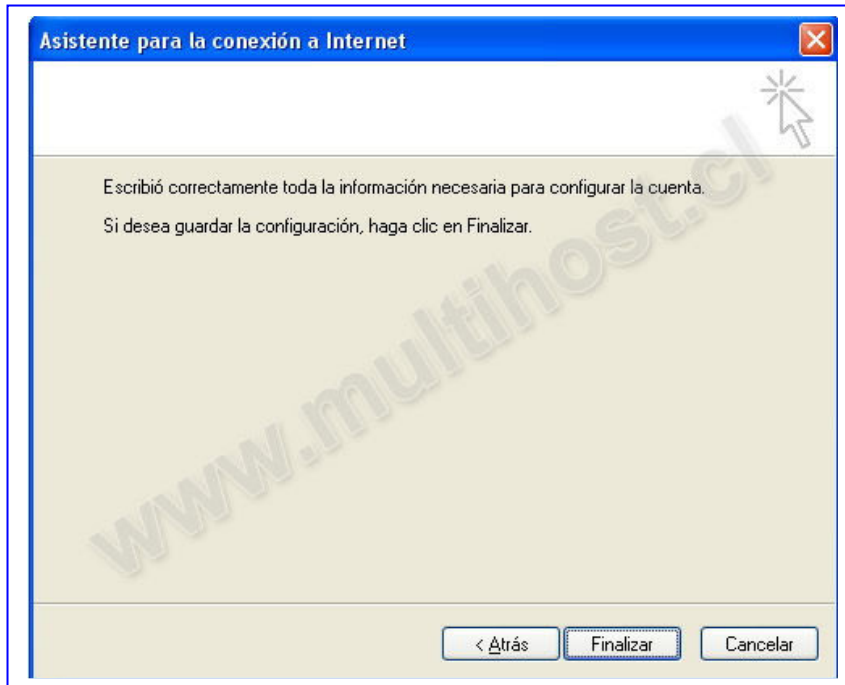 Asistente para la conexión a Internet
Escribió correctamente toda la información necesaria para configurar la cuenta.
Si desea guardar la configuración, haga clic en Finalizar.
www.multihost.cl
< Atrás Finalizar Cancelar